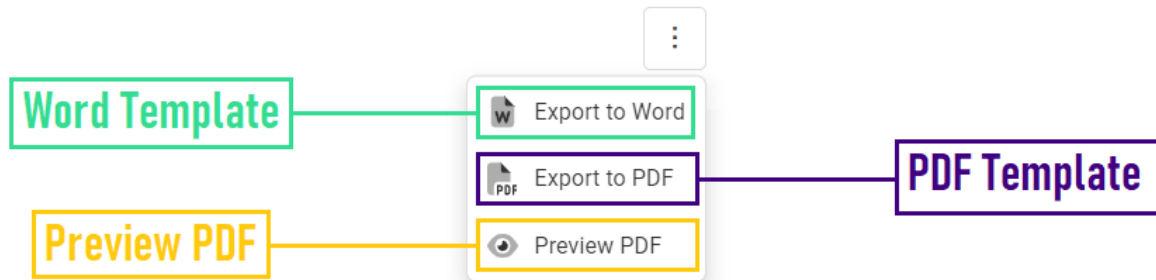 Word Template
Export to Word
Export to PDF
PDF Template
Preview PDF
Preview PDF